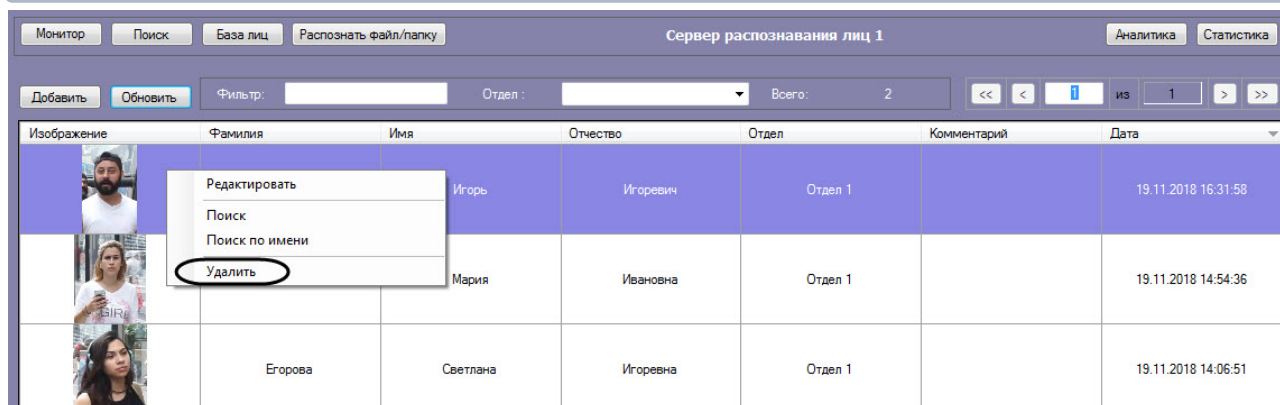 Монитор Поиск База лиц Распознать файл/папку Сервер распознавания лиц 1 Аналитика Статистика
Добавить Обновить Фильтр: Отдел : Всего: 2 << < 1 из 1 > >>
Изображение Фамилия Имя Отчество Отдел Комментарий Дата
Редактировать
Игорь Игоревич Отдел 1 19.11.2018 16:31:58
Поиск
Поиск по имени
Удалить
Мария Ивановна Отдел 1 19.11.2018 14:54:36
GIRL
Егорова Светлана Игоревна Отдел 1 19.11.2018 14:06:51